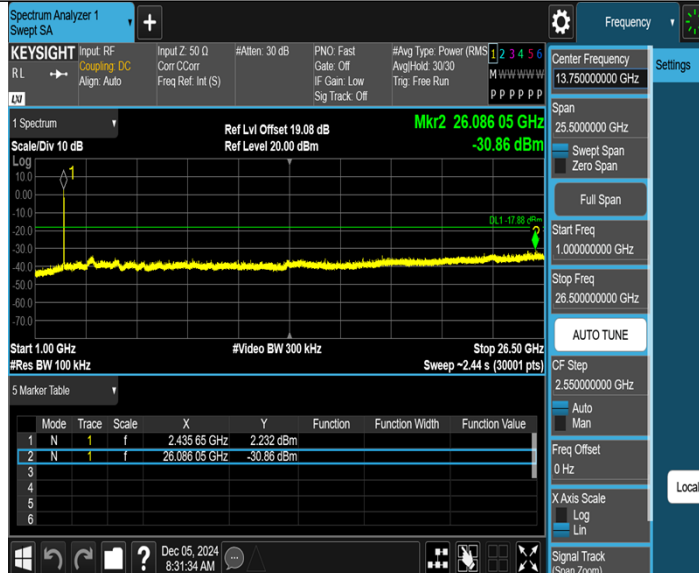 Spectrum Analyzer 1
Swept SA
Frequency
KEYSIGHT
RL
LXI
Input: RF
Coupling: DC
Align: Auto
Input Z: 50 Ω
Corr CCorr
Freq Ref: Int (S)
#Atten: 30 dB
PNO: Fast
Gate: Off
IF Gain: Low
Sig Track: Off
#Avg Type: Power (RMS
Avg|Hold: 30/30
Trig: Free Run
1 2 3 4 5 6
M W W W W W
P P P P P P
1 Spectrum
Scale/Div 10 dB
Ref Lvl Offset 19.08 dB
Ref Level 20.00 dBm
Mkr2 26.086 05 GHz
-30.86 dBm
Log
10.0
0.00
-10.0
-20.0
-30.0
-40.0
-50.0
-60.0
-70.0
1
DL1 -17.88 dBm
2
Start 1.00 GHz
#Res BW 100 kHz
#Video BW 300 kHz
Stop 26.50 GHz
Sweep ~2.44 s (30001 pts)
5 Marker Table
Mode Trace Scale X Y Function Function Width Function Value
1 N 1 f 2.435 65 GHz 2.232 dBm
2 N 1 f 26.086 05 GHz -30.86 dBm
3
4
5
6
Dec 05, 2024
8:31:34 AM
Center Frequency
13.750000000 GHz
Settings
Span
25.5000000 GHz
Swept Span
Zero Span
Full Span
Start Freq
1.000000000 GHz
Stop Freq
26.500000000 GHz
AUTO TUNE
CF Step
2.550000000 GHz
Auto
Man
Freq Offset
0 Hz
Local
X Axis Scale
Log
Lin
Signal Track
(Span Zoom)